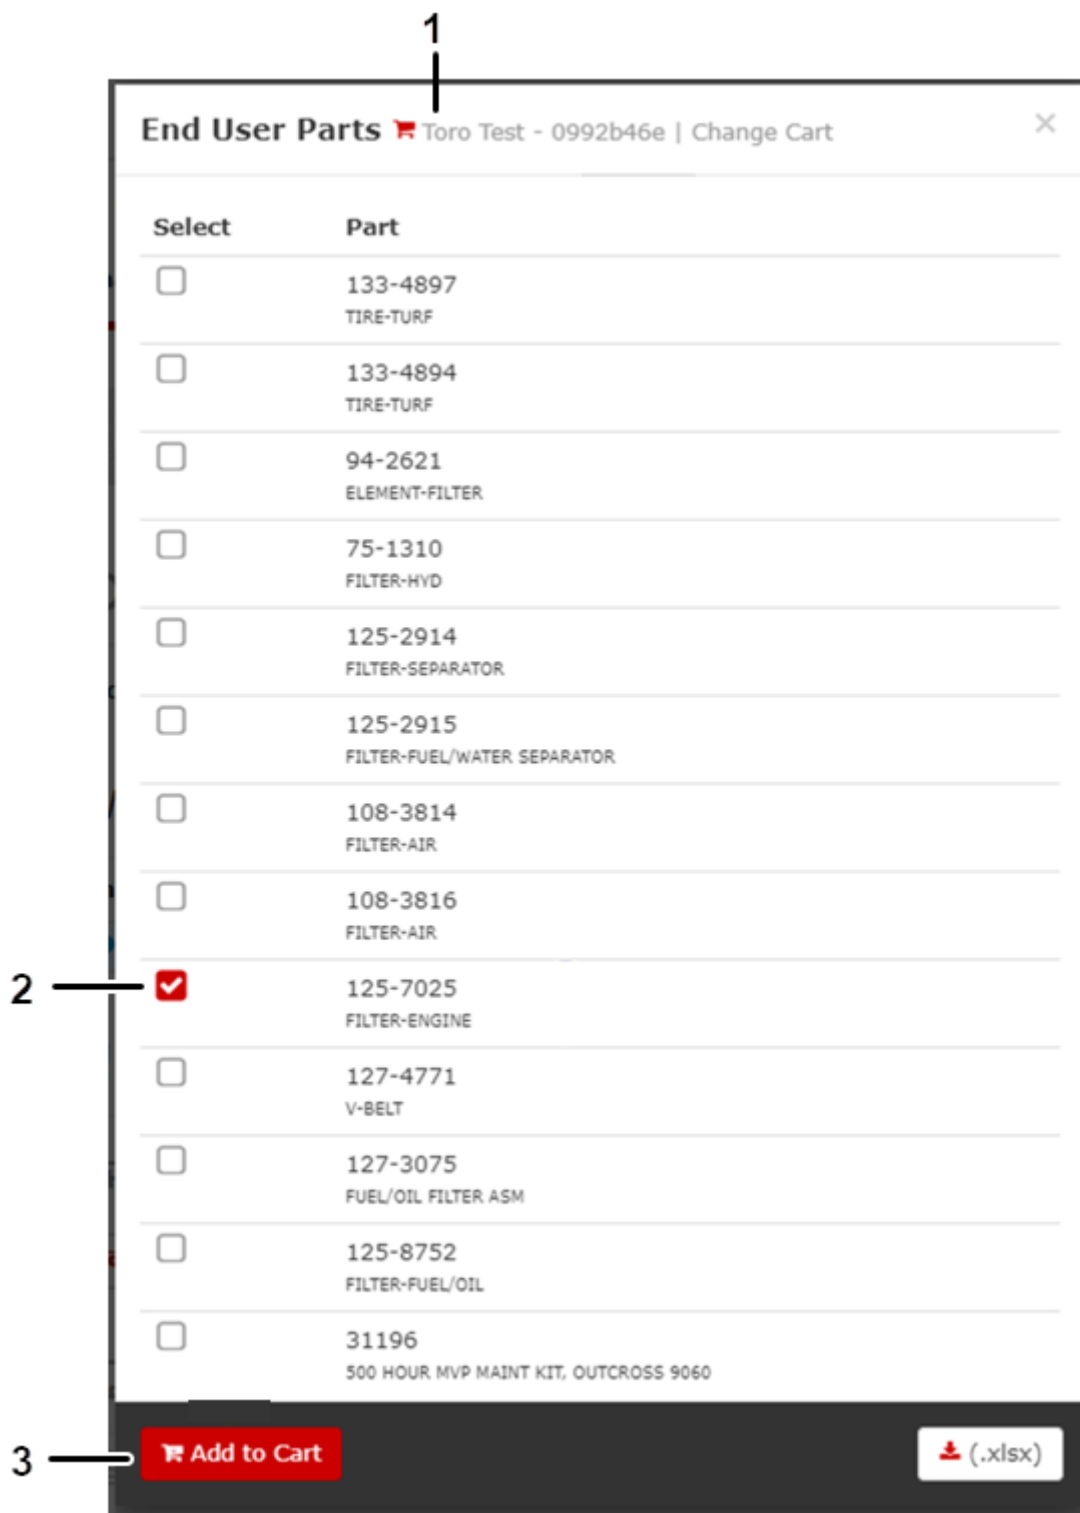 1
End User Parts Toro Test - 0992b46e | Change Cart ×
Select Part
133-4897
TIRE-TURF
133-4894
TIRE-TURF
94-2621
ELEMENT-FILTER
75-1310
FILTER-HYD
125-2914
FILTER-SEPARATOR
125-2915
FILTER-FUEL/WATER SEPARATOR
108-3814
FILTER-AIR
108-3816
FILTER-AIR
2
125-7025
FILTER-ENGINE
127-4771
V-BELT
127-3075
FUEL/OIL FILTER ASM
125-8752
FILTER-FUEL/OIL
31196
500 HOUR MVP MAINT KIT, OUTCROSS 9060
3 Add to Cart (.xlsx)